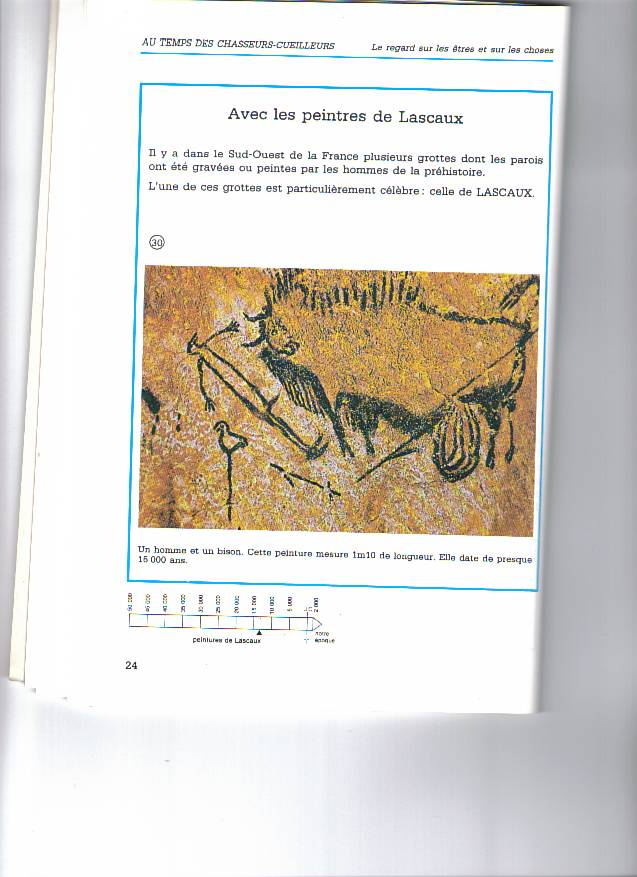 AU TEMPS DES CHASSEURS-CUEILLEURS Le regard sur les êtres et sur les choses
Avec les peintres de Lascaux
Il y a dans le Sud-Ouest de la France plusieurs grottes dont les parois
ont été gravées ou peintes par les hommes de la préhistoire.
L'une de ces grottes est particulièrement célèbre : celle de LASCAUX.
30
Un homme et un bison. Cette peinture mesure 1m10 de longueur. Elle date de presque
15 000 ans.
50 000 45 000 40 000 35 000 30 000 25 000 20 000 15 000 10 000 5 000 2 000
peintures de Lascaux
notre
époque
24